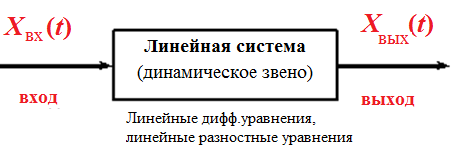 Xвх(t)
Xвых(t)
Линейная система
(динамическое звено)
вход
выход
Линейные дифф.уравнения,
линейные разностные уравнения